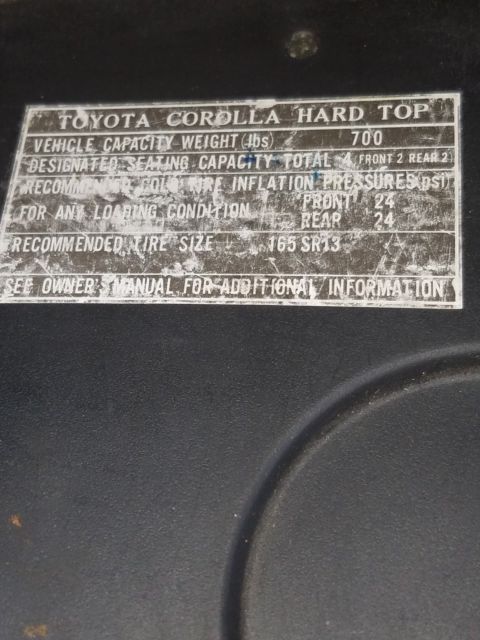 TOYOTA COROLLA HARD TOP
VEHICLE CAPACITY WEIGHT (lbs) 700
DESIGNATED SEATING CAPACITY TOTAL 4 (FRONT 2 REAR 2)
RECOMMENDED COLD TIRE INFLATION PRESSURES (psi)
FOR ANY LOADING CONDITION FRONT 24
REAR 24
RECOMMENDED TIRE SIZE 165 SR13
SEE OWNER'S MANUAL FOR ADDITIONAL INFORMATION